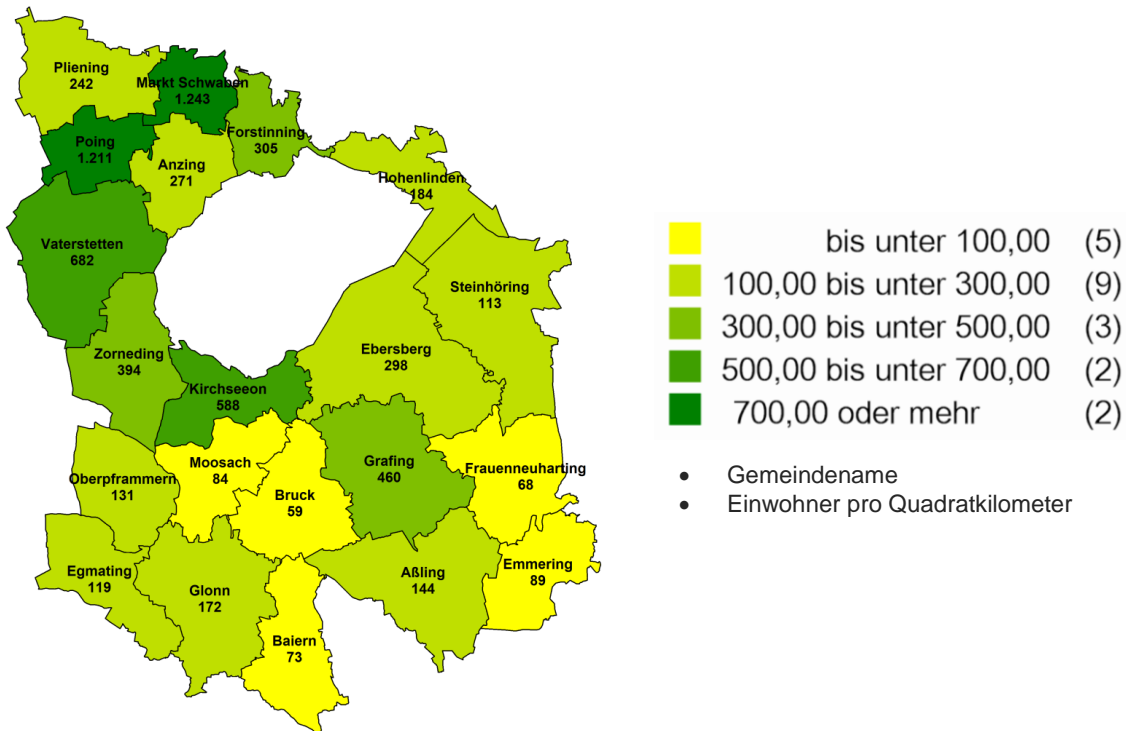 Pliening
242
Markt Schwaben
1.243
Forstinning
305
Poing
1.211
Anzing
271
Hohenlinden
184
Vaterstetten
682
Steinhöring
113
Zorneding
394
Ebersberg
298
Kirchseeon
588
Moosach
84
Grafing
460
Frauenneuharting
68
Oberpframmern
131
Bruck
59
Egmating
119
Glonn
172
Aßling
144
Emmering
89
Baiern
73
bis unter 100,00 (5)
100,00 bis unter 300,00 (9)
300,00 bis unter 500,00 (3)
500,00 bis unter 700,00 (2)
700,00 oder mehr (2)
• Gemeindename
• Einwohner pro Quadratkilometer